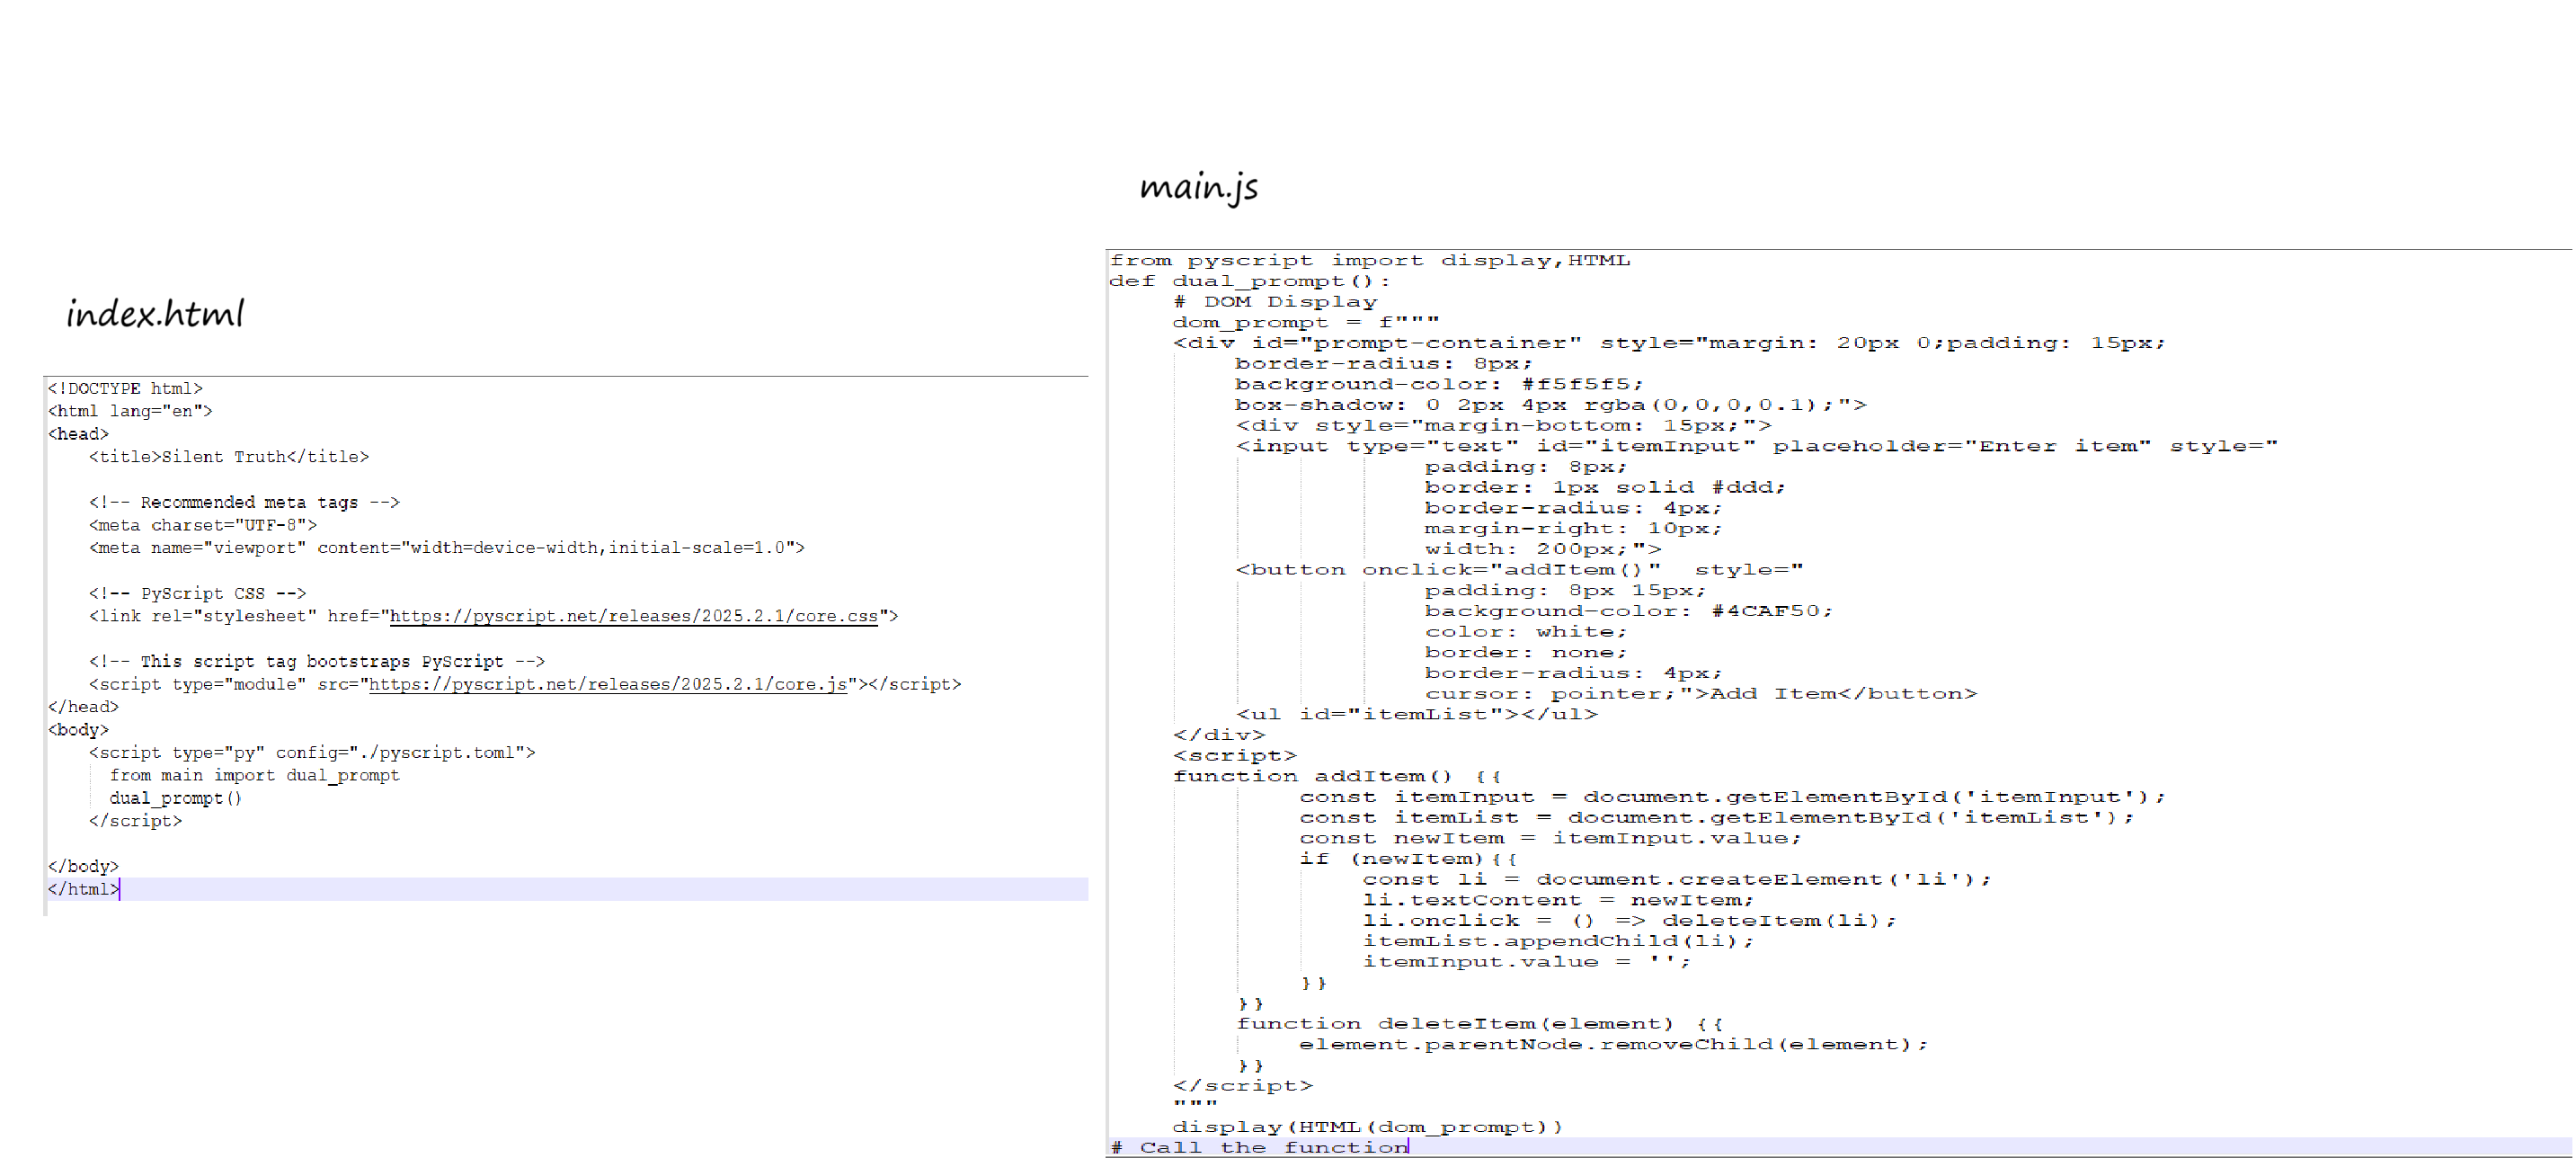 index.html
<!DOCTYPE html>
<html lang="en">
<head>
    <title>Silent Truth</title>

    <!-- Recommended meta tags -->
    <meta charset="UTF-8">
    <meta name="viewport" content="width=device-width,initial-scale=1.0">

    <!-- PyScript CSS -->
    <link rel="stylesheet" href="https://pyscript.net/releases/2025.2.1/core.css">

    <!-- This script tag bootstraps PyScript -->
    <script type="module" src="https://pyscript.net/releases/2025.2.1/core.js"></script>
</head>
<body>
    <script type="py" config="./pyscript.toml">
      from main import dual_prompt
      dual_prompt()
    </script>

</body>
</html>
main.js
from pyscript import display,HTML
def dual_prompt():
    # DOM Display
    dom_prompt = f"""
    <div id="prompt-container" style="margin: 20px 0;padding: 15px;
        border-radius: 8px;
        background-color: #f5f5f5;
        box-shadow: 0 2px 4px rgba(0,0,0,0.1);">
        <div style="margin-bottom: 15px;">
        <input type="text" id="itemInput" placeholder="Enter item" style="
                    padding: 8px;
                    border: 1px solid #ddd;
                    border-radius: 4px;
                    margin-right: 10px;
                    width: 200px;">
        <button onclick="addItem()"  style="
                    padding: 8px 15px;
                    background-color: #4CAF50;
                    color: white;
                    border: none;
                    border-radius: 4px;
                    cursor: pointer;">Add Item</button>
        <ul id="itemList"></ul>
    </div>
    <script>
    function addItem() {{
            const itemInput = document.getElementById('itemInput');
            const itemList = document.getElementById('itemList');
            const newItem = itemInput.value;
            if (newItem){{
                const li = document.createElement('li');
                li.textContent = newItem;
                li.onclick = () => deleteItem(li);
                itemList.appendChild(li);
                itemInput.value = '';
            }}
        }}
        function deleteItem(element) {{
            element.parentNode.removeChild(element);
        }}
    </script>
    """
    display(HTML(dom_prompt))
# Call the function